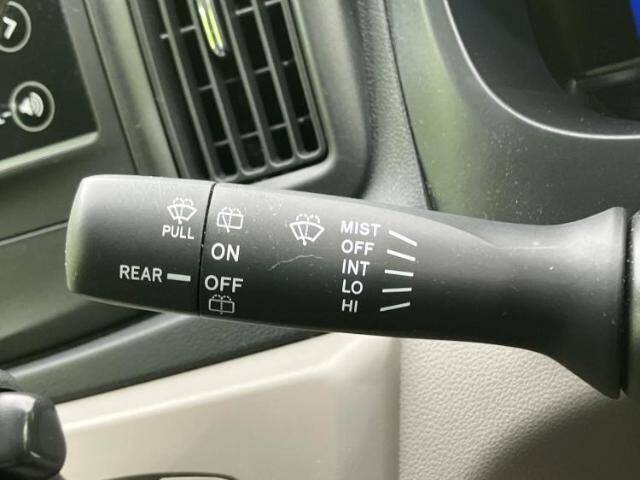 PULL
REAR
ON
OFF
MIST
OFF
INT
LO
HI